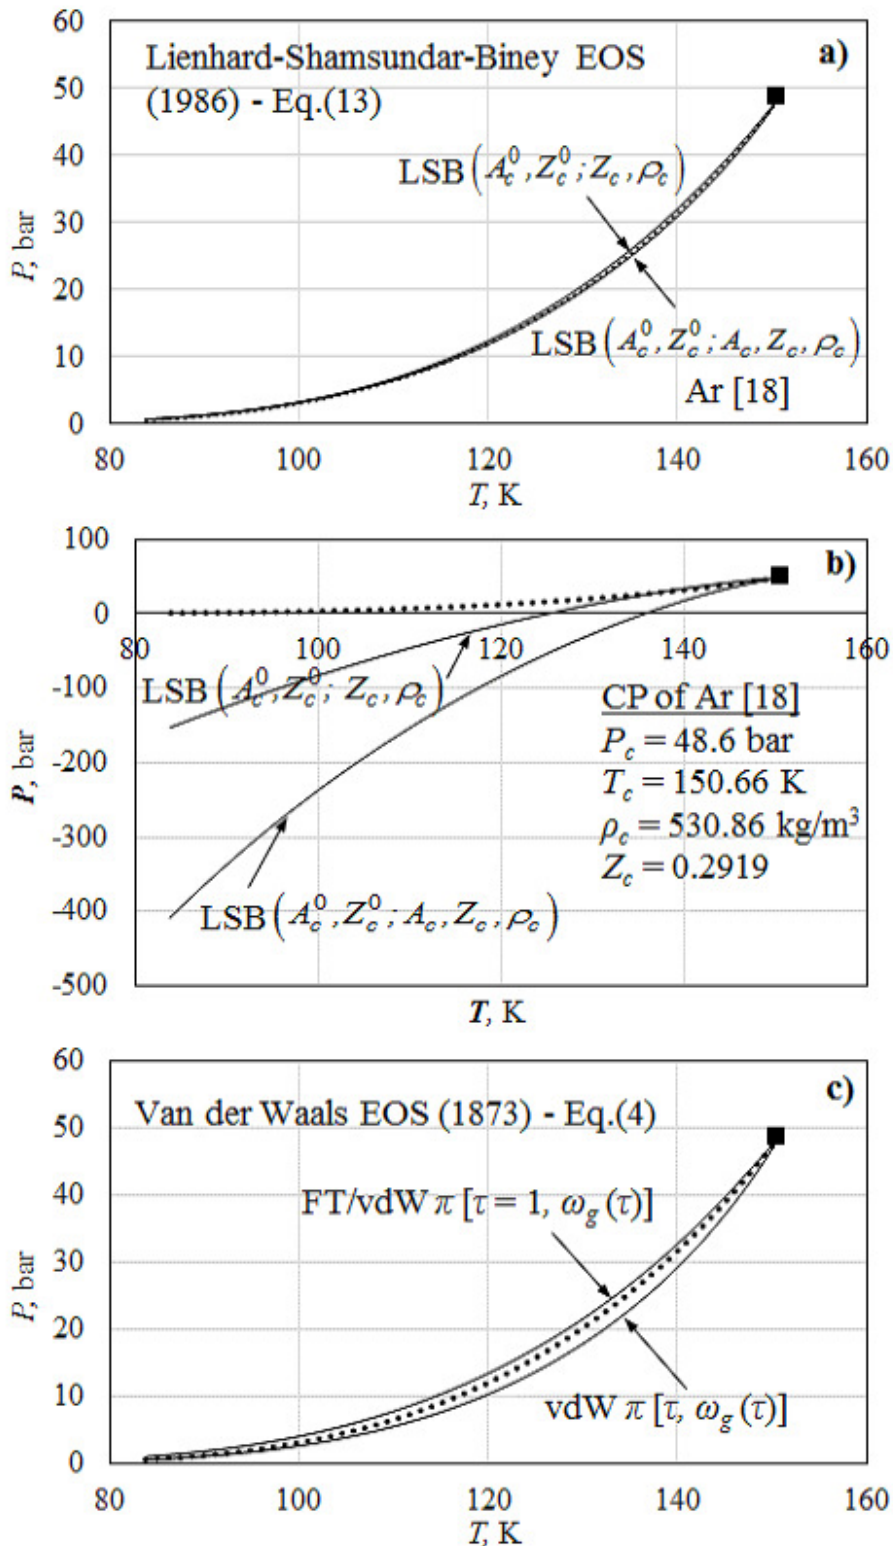 60
50
40
30
20
10
0
P, bar
Lienhard-Shamsundar-Biney EOS
(1986) - Eq.(13)
a)
LSB(A_c^0, Z_c^0; Z_c, ρ_c)
LSB(A_c^0, Z_c^0; A_c, Z_c, ρ_c)
Ar [18]
80 100 120 140 160
T, K
100
0
-100
-200
-300
-400
-500
P, bar
b)
80 100 120 140 160
LSB(A_c^0, Z_c^0; Z_c, ρ_c)
CP of Ar [18]
P_c = 48.6 bar
T_c = 150.66 K
ρ_c = 530.86 kg/m³
Z_c = 0.2919
LSB(A_c^0, Z_c^0; A_c, Z_c, ρ_c)
T, K
60
50
40
30
20
10
0
P, bar
c)
Van der Waals EOS (1873) - Eq.(4)
FT/vdW π [τ = 1, ω_g (τ)]
vdW π [τ, ω_g (τ)]
80 100 120 140 160
T, K